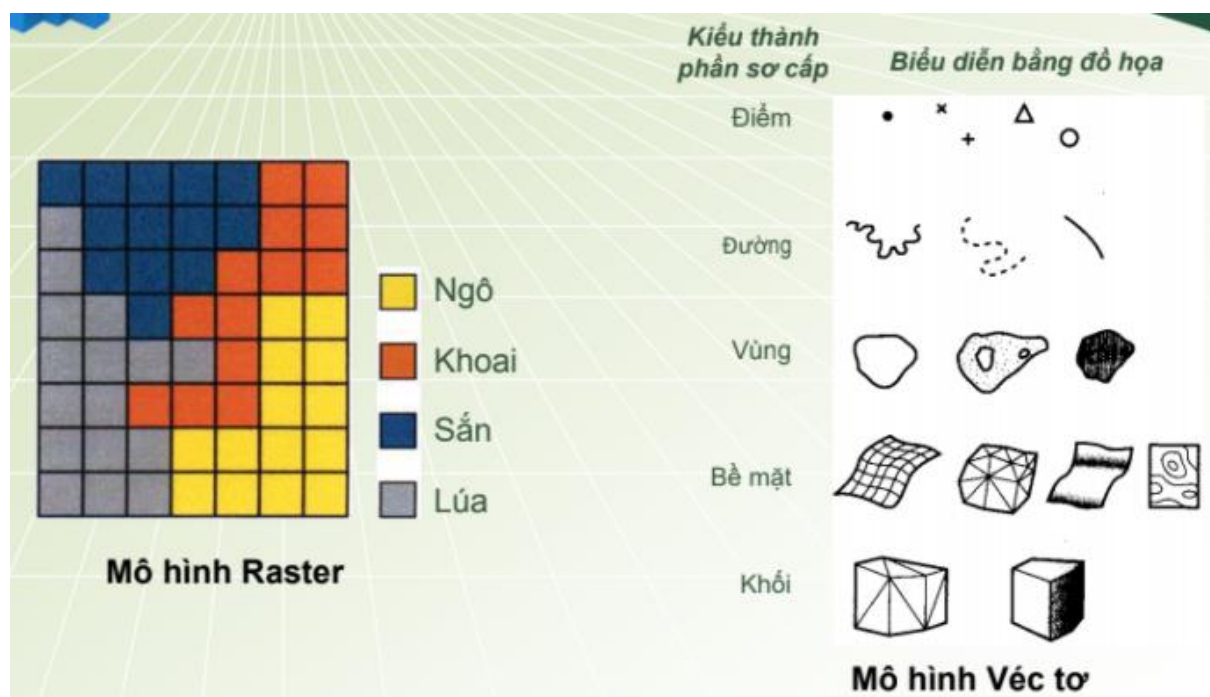 Kiểu thành
phần sơ cấp
Biểu diễn bằng đồ họa
Điểm
Đường
Vùng
Bề mặt
Khối
Ngô
Khoai
Sắn
Lúa
Mô hình Raster
Mô hình Véc tơ